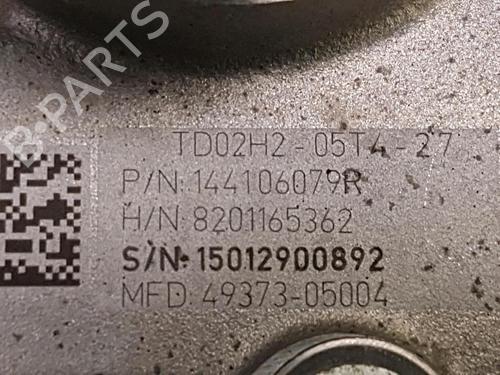 B-PARTS
TD02H2-05T4-27
P/N:144106079R
H/N:8201165362
S/N:15012900892
MFD:49373-05004